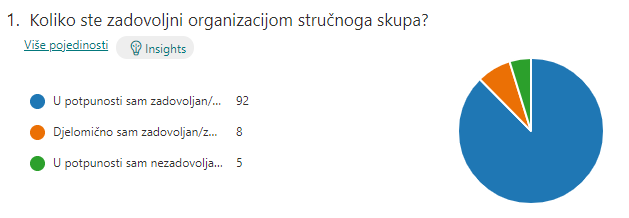 1. Koliko ste zadovoljni organizacijom stručnoga skupa?
Više pojedinosti
Insights
U potpunosti sam zadovoljan/... 92
Djelomično sam zadovoljan/z... 8
U potpunosti sam nezadovolja... 5